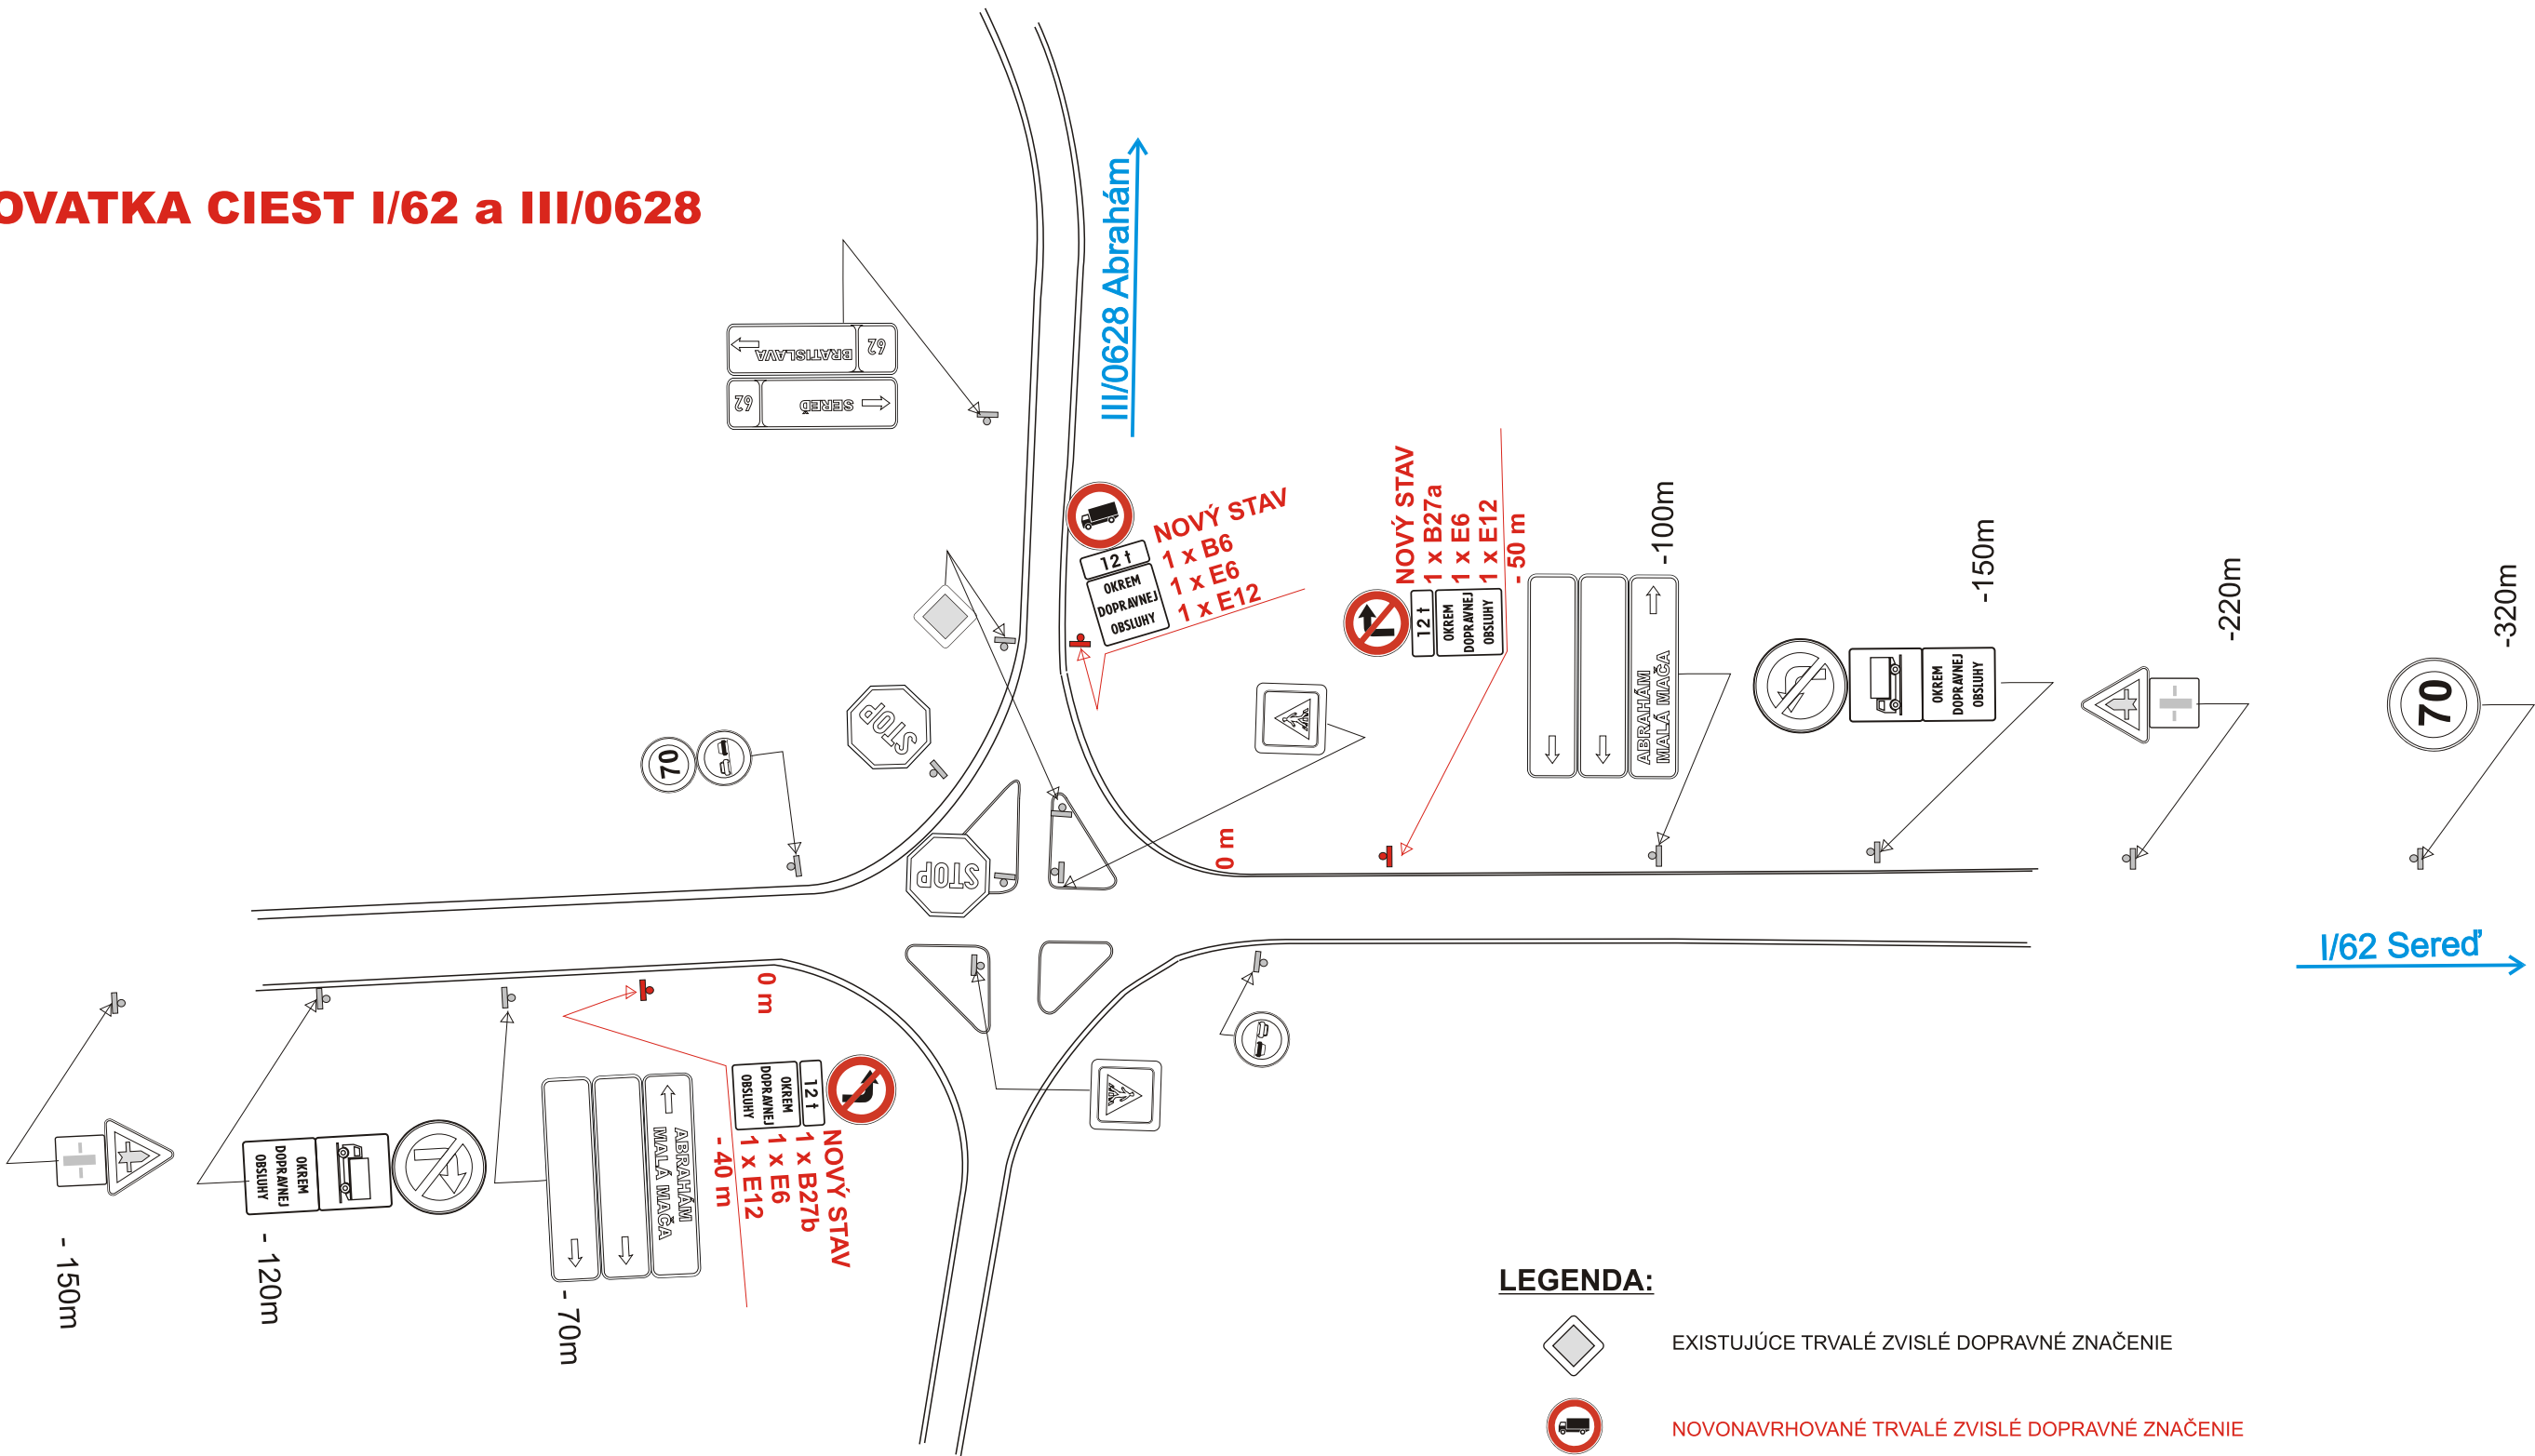 OVATKA CIEST I/62 a III/0628
III/0628 Abrahám
62
BRATISLAVA
62
SEREĎ
NOVÝ STAV
1 x B6
1 x E6
1 x E12
12 t
OKREM
DOPRAVNEJ
OBSLUHY
NOVÝ STAV
1 x B27a
1 x E6
1 x E12
- 50 m
12 t
OKREM
DOPRAVNEJ
OBSLUHY
-100m
ABRAHÁM
MALÁ MAČA
-150m
OKREM
DOPRAVNEJ
OBSLUHY
-220m
-320m
70
STOP
70
STOP
0 m
I/62 Sereď
0 m
12 t
OKREM
DOPRAVNEJ
OBSLUHY
NOVÝ STAV
1 x B27b
1 x E6
1 x E12
- 40 m
ABRAHÁM
MALÁ MAČA
- 70m
OKREM
DOPRAVNEJ
OBSLUHY
- 120m
- 150m
LEGENDA:
EXISTUJÚCE TRVALÉ ZVISLÉ DOPRAVNÉ ZNAČENIE
NOVONAVRHOVANÉ TRVALÉ ZVISLÉ DOPRAVNÉ ZNAČENIE